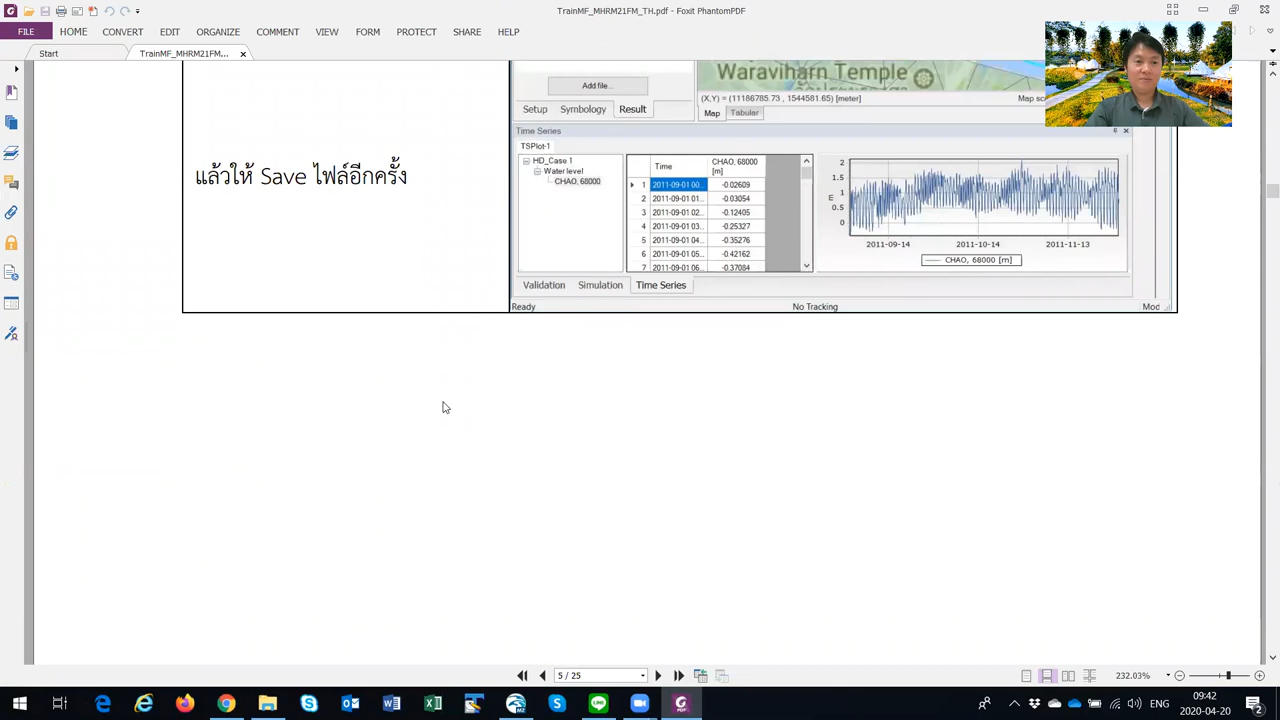 TrainMF_MHRM21FM_TH.pdf - Foxit PhantomPDF
FILE HOME CONVERT EDIT ORGANIZE COMMENT VIEW FORM PROTECT SHARE HELP
Start TrainMF_MHRM21FM...
Add file...
Waraviharn Temple
(X,Y) = (11186785.73 , 1544581.65) [meter] Map sc
Setup Symbology Result Map Tabular
Time Series
TSPlot-1
HD_Case 1
Water level
CHAO, 68000
Time CHAO, 68000 [m]
1 2011-09-01 00... -0.02609
2 2011-09-01 01... -0.03054
3 2011-09-01 02... -0.12405
4 2011-09-01 03... -0.25327
5 2011-09-01 04... -0.35276
6 2011-09-01 05... -0.42162
7 2011-09-01 06... -0.37084
2
1.5
1
0.5
0
m
2011-09-14 2011-10-14 2011-11-13
CHAO, 68000 [m]
แล้วให้ Save ไฟล์อีกครั้ง
Validation Simulation Time Series
Ready No Tracking Mod
5 / 25 232.03%
ENG 09:42
2020-04-20